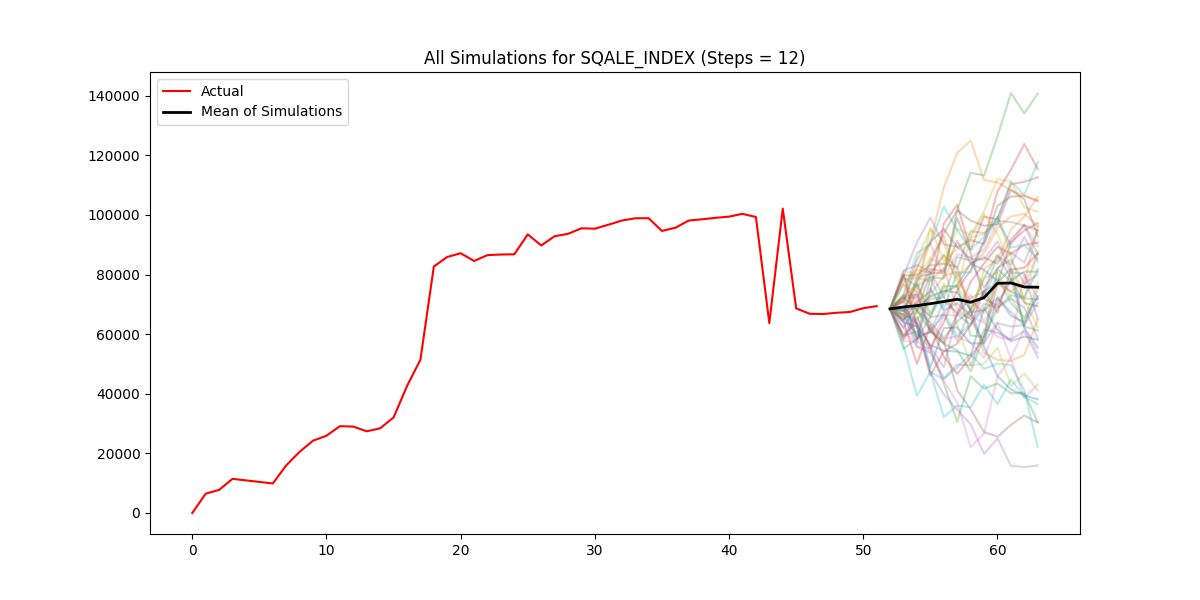 All Simulations for SQALE_INDEX (Steps = 12)
Actual
Mean of Simulations
140000
120000
100000
80000
60000
40000
20000
0
0 10 20 30 40 50 60